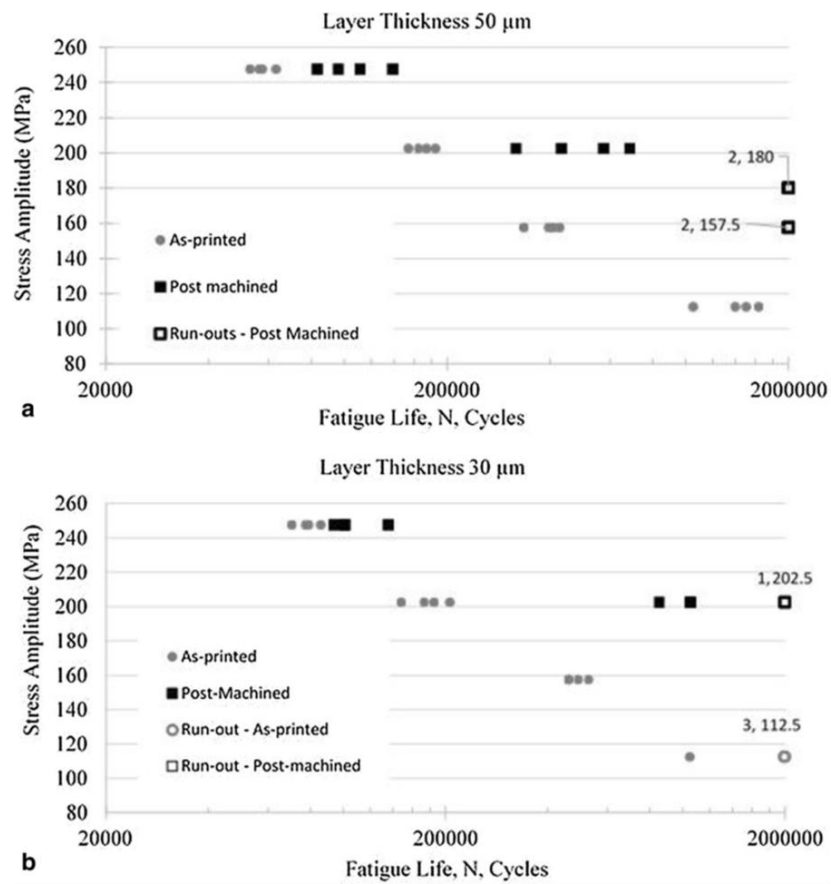 a
Layer Thickness 50 µm
260
240
220
200
180
160
140
120
100
80
Stress Amplitude (MPa)
2, 180
2, 157.5
As-printed
Post machined
Run-outs - Post Machined
20000
200000
2000000
Fatigue Life, N, Cycles
Layer Thickness 30 µm
260
240
220
200
180
160
140
120
100
80
Stress Amplitude (MPa)
1,202.5
3, 112.5
As-printed
Post-Machined
Run-out - As-printed
Run-out - Post-machined
20000
200000
2000000
b
Fatigue Life, N, Cycles